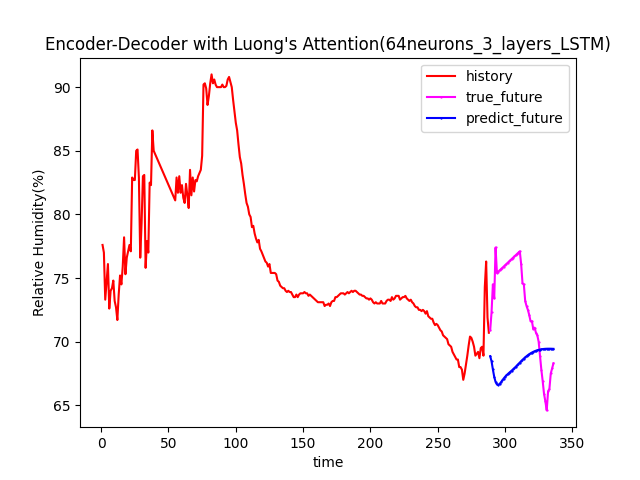 Encoder-Decoder with Luong's Attention(64neurons_3_layers_LSTM)
history
true_future
predict_future
Relative Humidity(%)
90
85
80
75
70
65
0 50 100 150 200 250 300 350
time